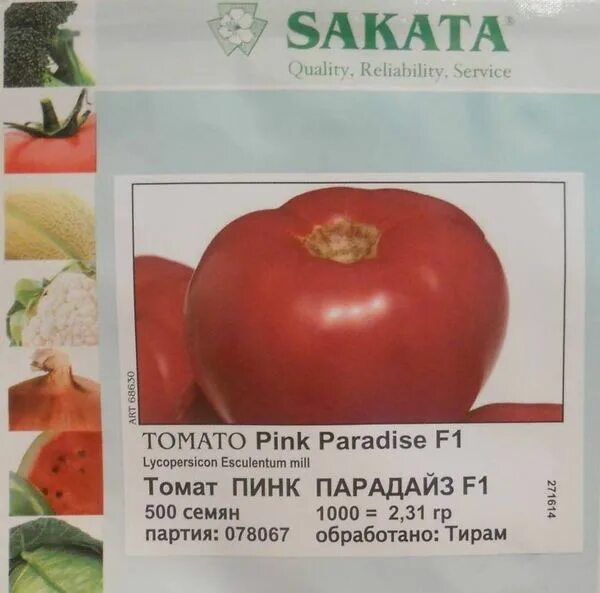 SAKATA®
Quality, Reliability, Service
ART 68630
TOMATO Pink Paradise F1
Lycopersicon Esculentum mill
Томат ПИНК ПАРАДАЙЗ F1
500 семян 1000 = 2,31 гр
партия: 078067 обработано: Тирам
271614